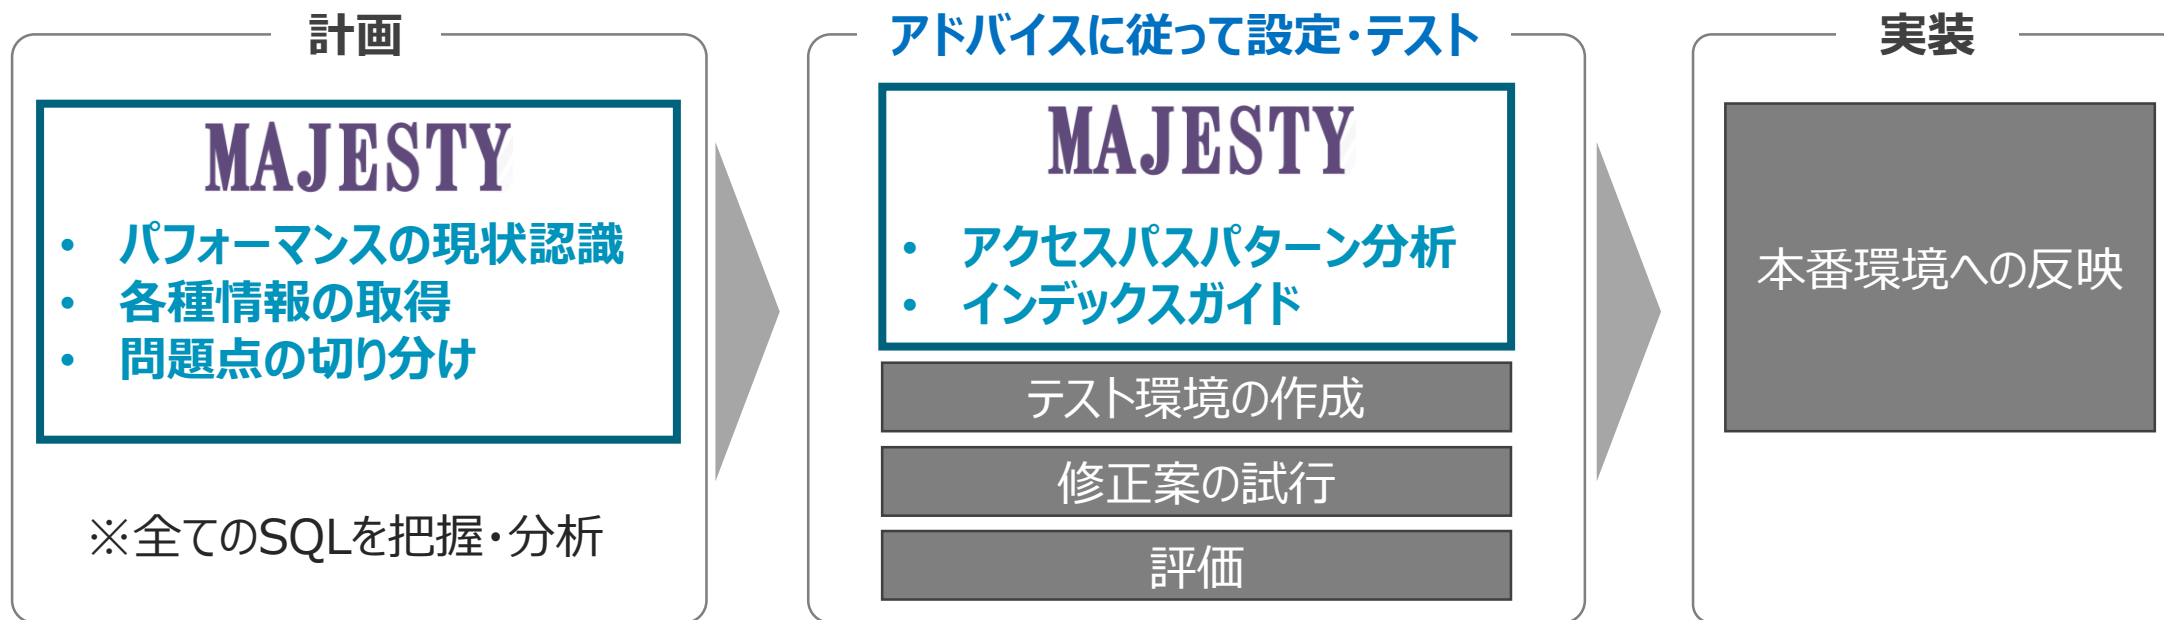 計画
MAJESTY
• パフォーマンスの現状認識
• 各種情報の取得
• 問題点の切り分け
※全てのSQLを把握・分析
アドバイスに従って設定・テスト
MAJESTY
• アクセスパスパターン分析
• インデックスガイド
テスト環境の作成
修正案の試行
評価
実装
本番環境への反映